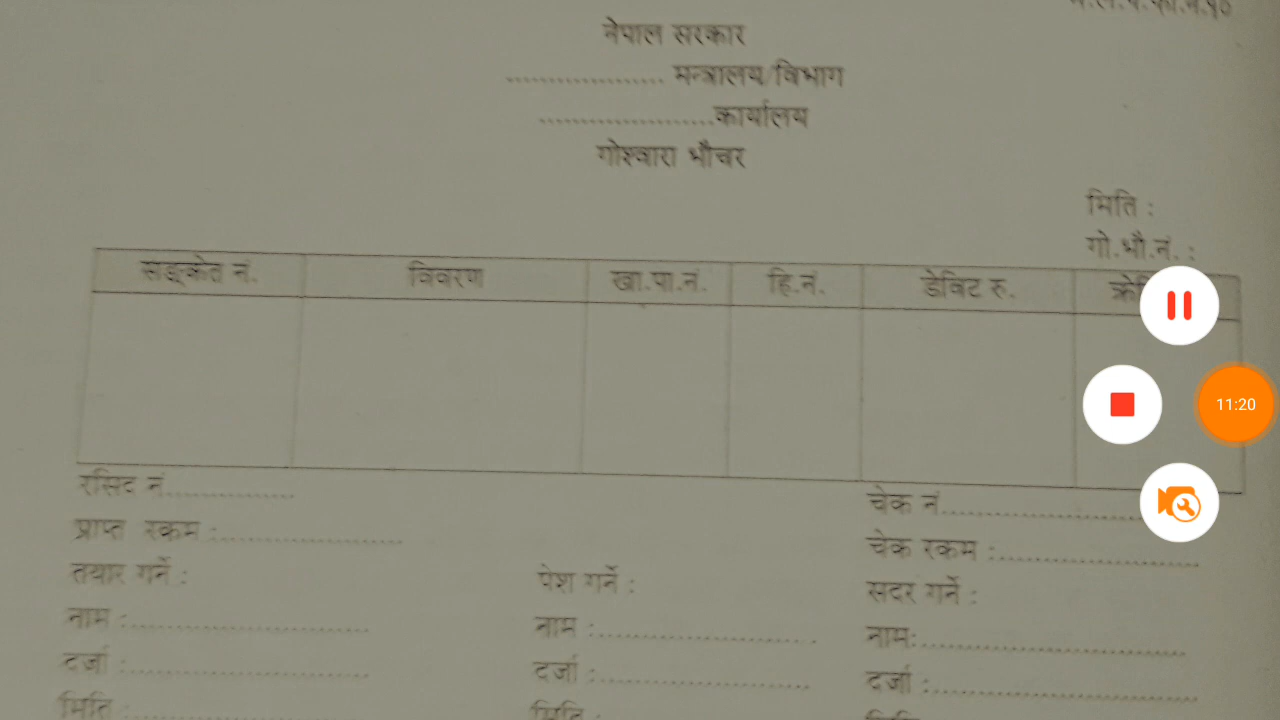 म.ले.प.फा.नं.१०
नेपाल सरकार
................... मन्त्रालय/विभाग
.....................कार्यालय
गोश्वारा भौचर
मिति :
गो.भौ.नं. :
सङ्केत नं. विवरण खा.पा.नं. हि.नं. डेविट रु.
11:20
रसिद नं............... चेक नं.........................
प्राप्त रकम :...................... चेक रकम :........................
तयार गर्ने : पेश गर्ने : सदर गर्ने :
नाम :............................ नाम :.......................... नाम:................................
दर्जा :............................. दर्जा :......................... दर्जा :................................
मिति :............................ मिति :